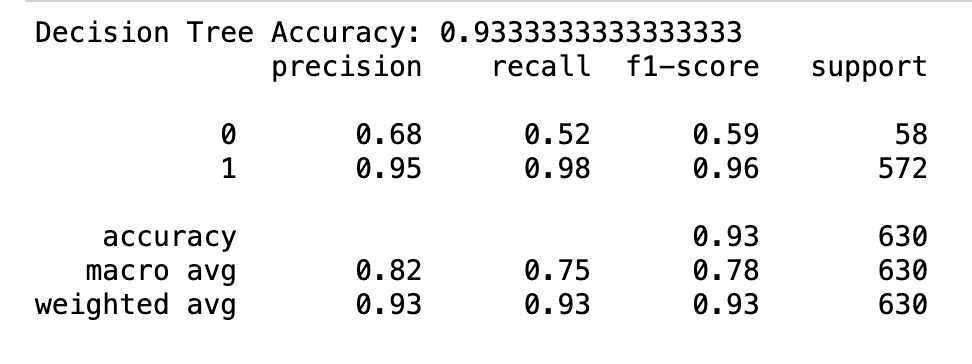 Decision Tree Accuracy: 0.9333333333333333
precision recall f1-score support
0 0.68 0.52 0.59 58
1 0.95 0.98 0.96 572
accuracy 0.93 630
macro avg 0.82 0.75 0.78 630
weighted avg 0.93 0.93 0.93 630